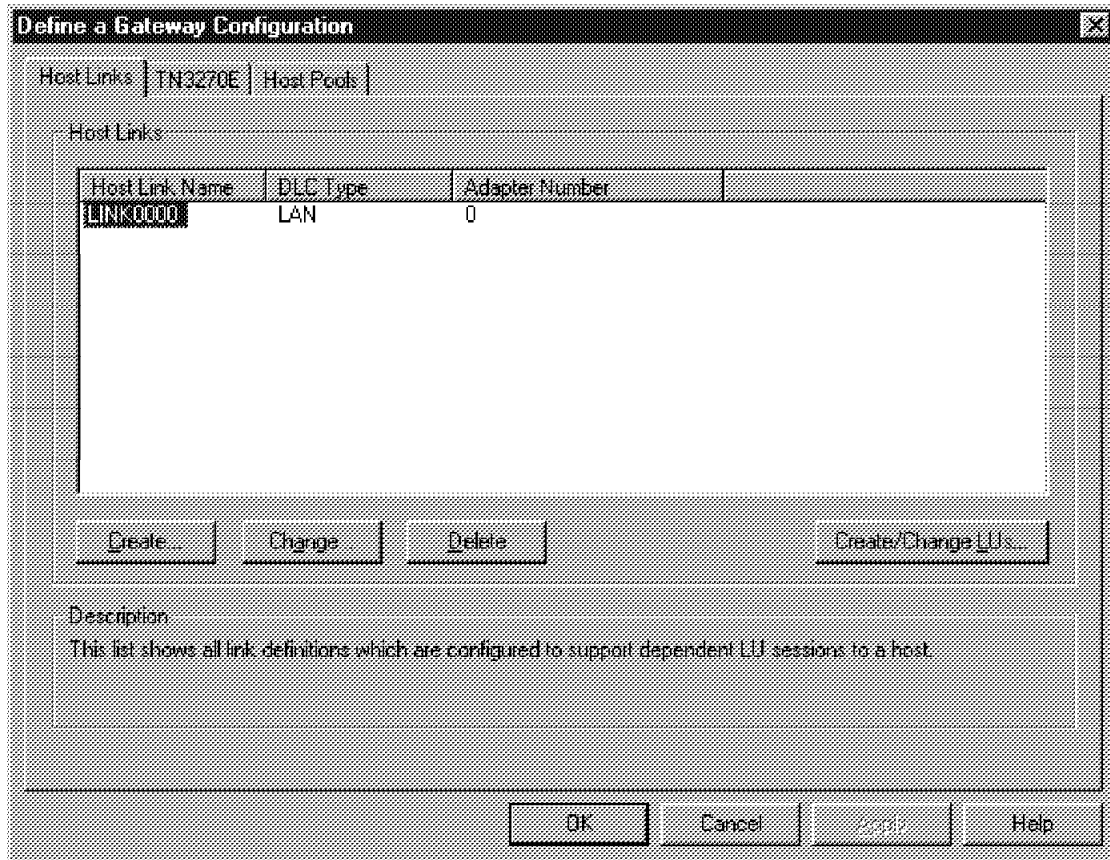 Define a Gateway Configuration
Host Links TN3270E Host Pools
Host Links
Host Link Name DLC Type Adapter Number
LINK0000 LAN 0
Create... Change... Delete Create/Change LUs...
Description
This list shows all link definitions which are configured to support dependent LU sessions to a host.
OK Cancel Apply Help